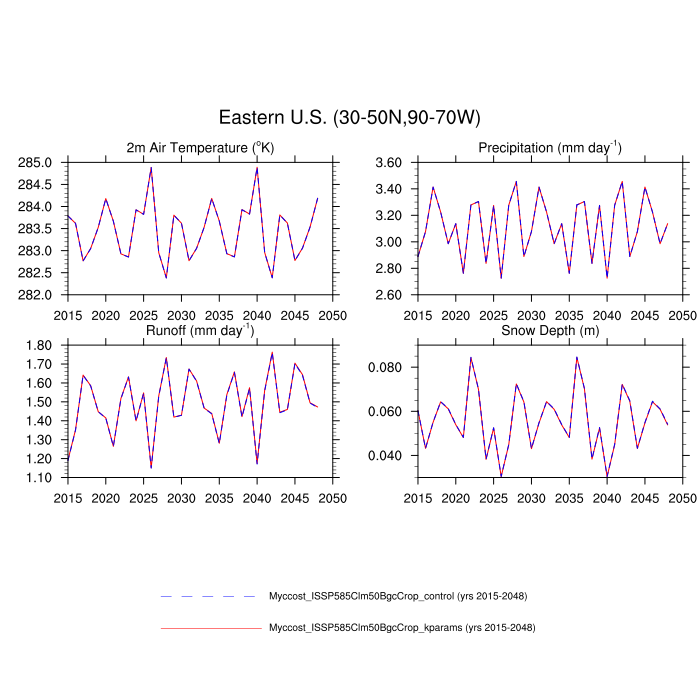 Eastern U.S. (30-50N,90-70W)
2m Air Temperature (°K)
285.0
284.5
284.0
283.5
283.0
282.5
282.0
2015 2020 2025 2030 2035 2040 2045 2050
Precipitation (mm day⁻¹)
3.60
3.40
3.20
3.00
2.80
2.60
2015 2020 2025 2030 2035 2040 2045 2050
Runoff (mm day⁻¹)
1.80
1.70
1.60
1.50
1.40
1.30
1.20
1.10
2015 2020 2025 2030 2035 2040 2045 2050
Snow Depth (m)
0.080
0.060
0.040
2015 2020 2025 2030 2035 2040 2045 2050
Myccost_ISSP585Clm50BgcCrop_control (yrs 2015-2048)
Myccost_ISSP585Clm50BgcCrop_kparams (yrs 2015-2048)